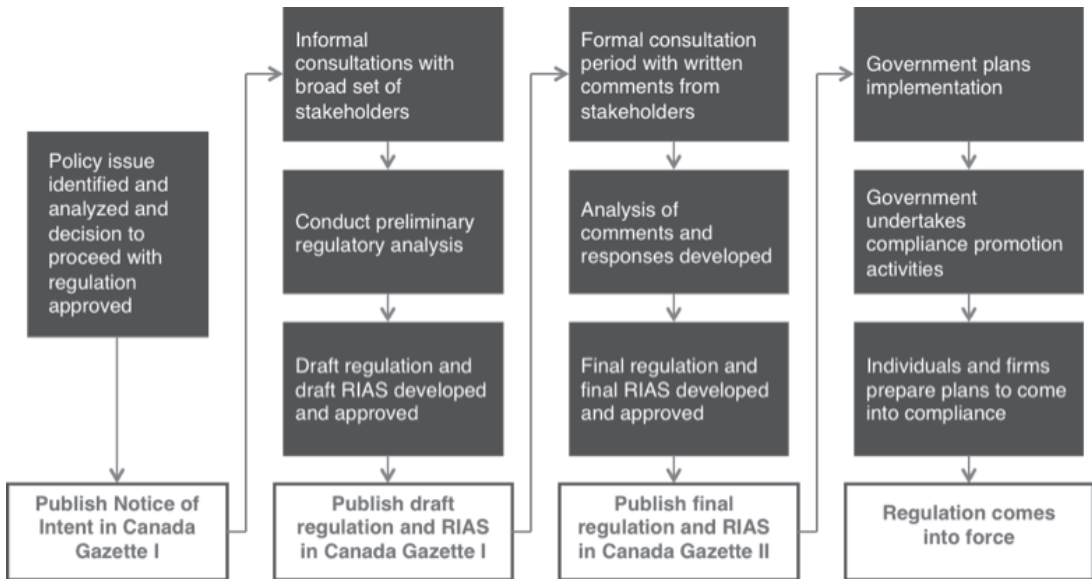 Policy issue
identified and
analyzed and
decision to
proceed with
regulation
approved
Publish Notice of
Intent in Canada
Gazette I
Informal
consultations with
broad set of
stakeholders
Conduct preliminary
regulatory analysis
Draft regulation and
draft RIAS developed
and approved
Publish draft
regulation and RIAS
in Canada Gazette I
Formal consultation
period with written
comments from
stakeholders
Analysis of
comments and
responses developed
Final regulation and
final RIAS developed
and approved
Publish final
regulation and RIAS
in Canada Gazette II
Government plans
implementation
Government
undertakes
compliance promotion
activities
Individuals and firms
prepare plans to come
into compliance
Regulation comes
into force